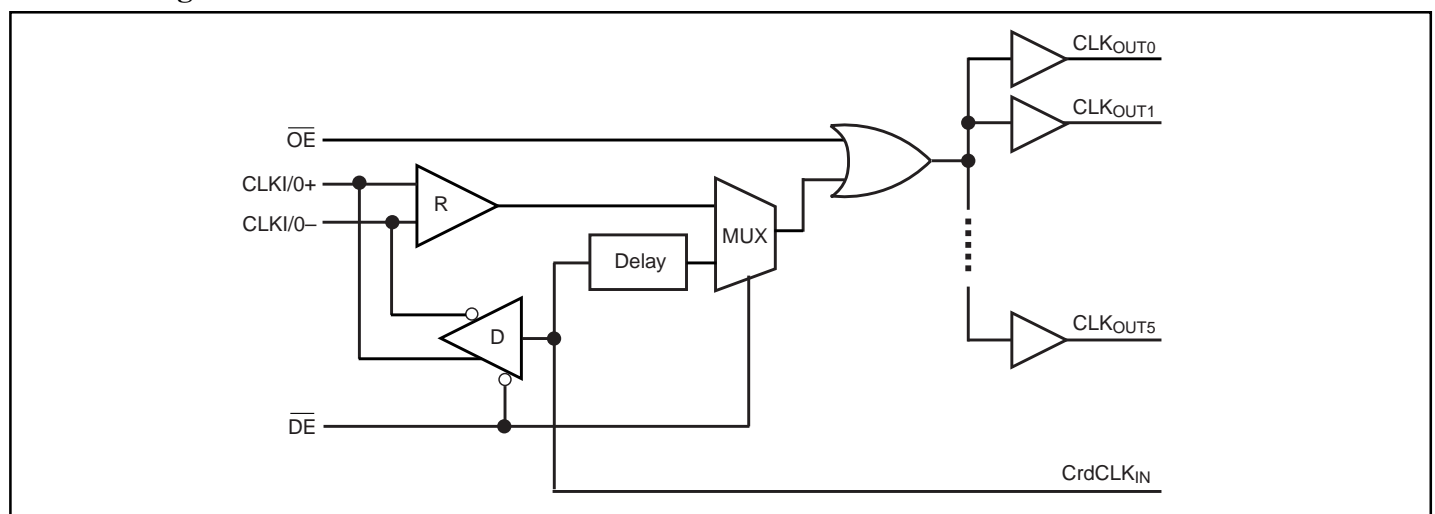 CLKOUT0
CLKOUT1
OE
CLKI/0+
CLKI/0–
R
MUX
Delay
D
CLKOUT5
DE
CrdCLKIN